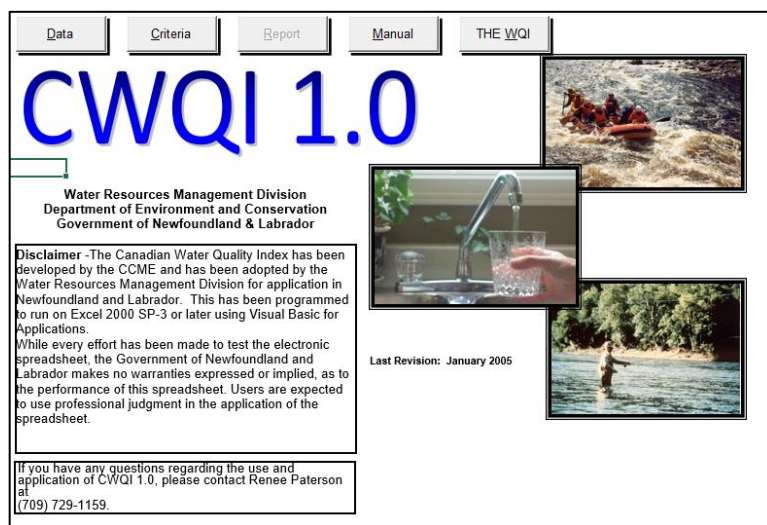 Data Criteria Report Manual THE WQI
CWQI 1.0
Water Resources Management Division
Department of Environment and Conservation
Government of Newfoundland & Labrador
Disclaimer -The Canadian Water Quality Index has been
developed by the CCME and has been adopted by the
Water Resources Management Division for application in
Newfoundland and Labrador. This has been programmed
to run on Excel 2000 SP-3 or later using Visual Basic for
Applications.
While every effort has been made to test the electronic
spreadsheet, the Government of Newfoundland and
Labrador makes no warranties expressed or implied, as to
the performance of this spreadsheet. Users are expected
to use professional judgment in the application of the
spreadsheet.
Last Revision: January 2005
If you have any questions regarding the use and
application of CWQI 1.0, please contact Renee Paterson
at
(709) 729-1159.